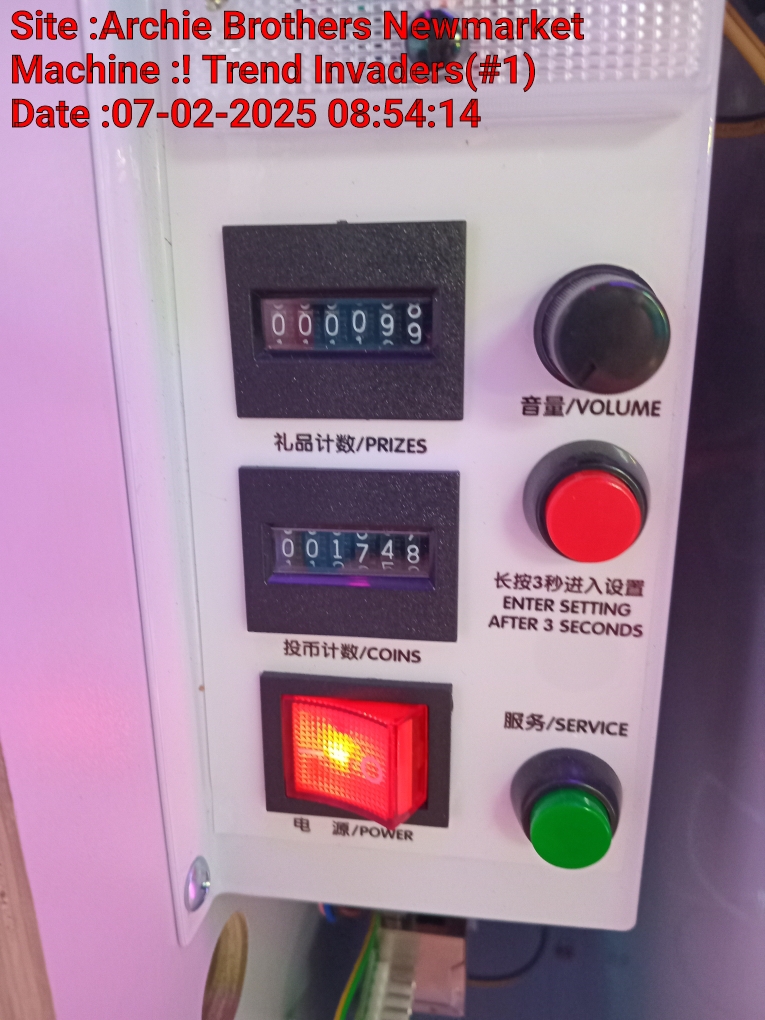 Site :Archie Brothers Newmarket
Machine :! Trend Invaders(#1)
Date :07-02-2025 08:54:14
000099
音量/VOLUME
礼品计数/PRIZES
001748
长按3秒进入设置
ENTER SETTING
AFTER 3 SECONDS
投币计数/COINS
服务/SERVICE
电 源/POWER